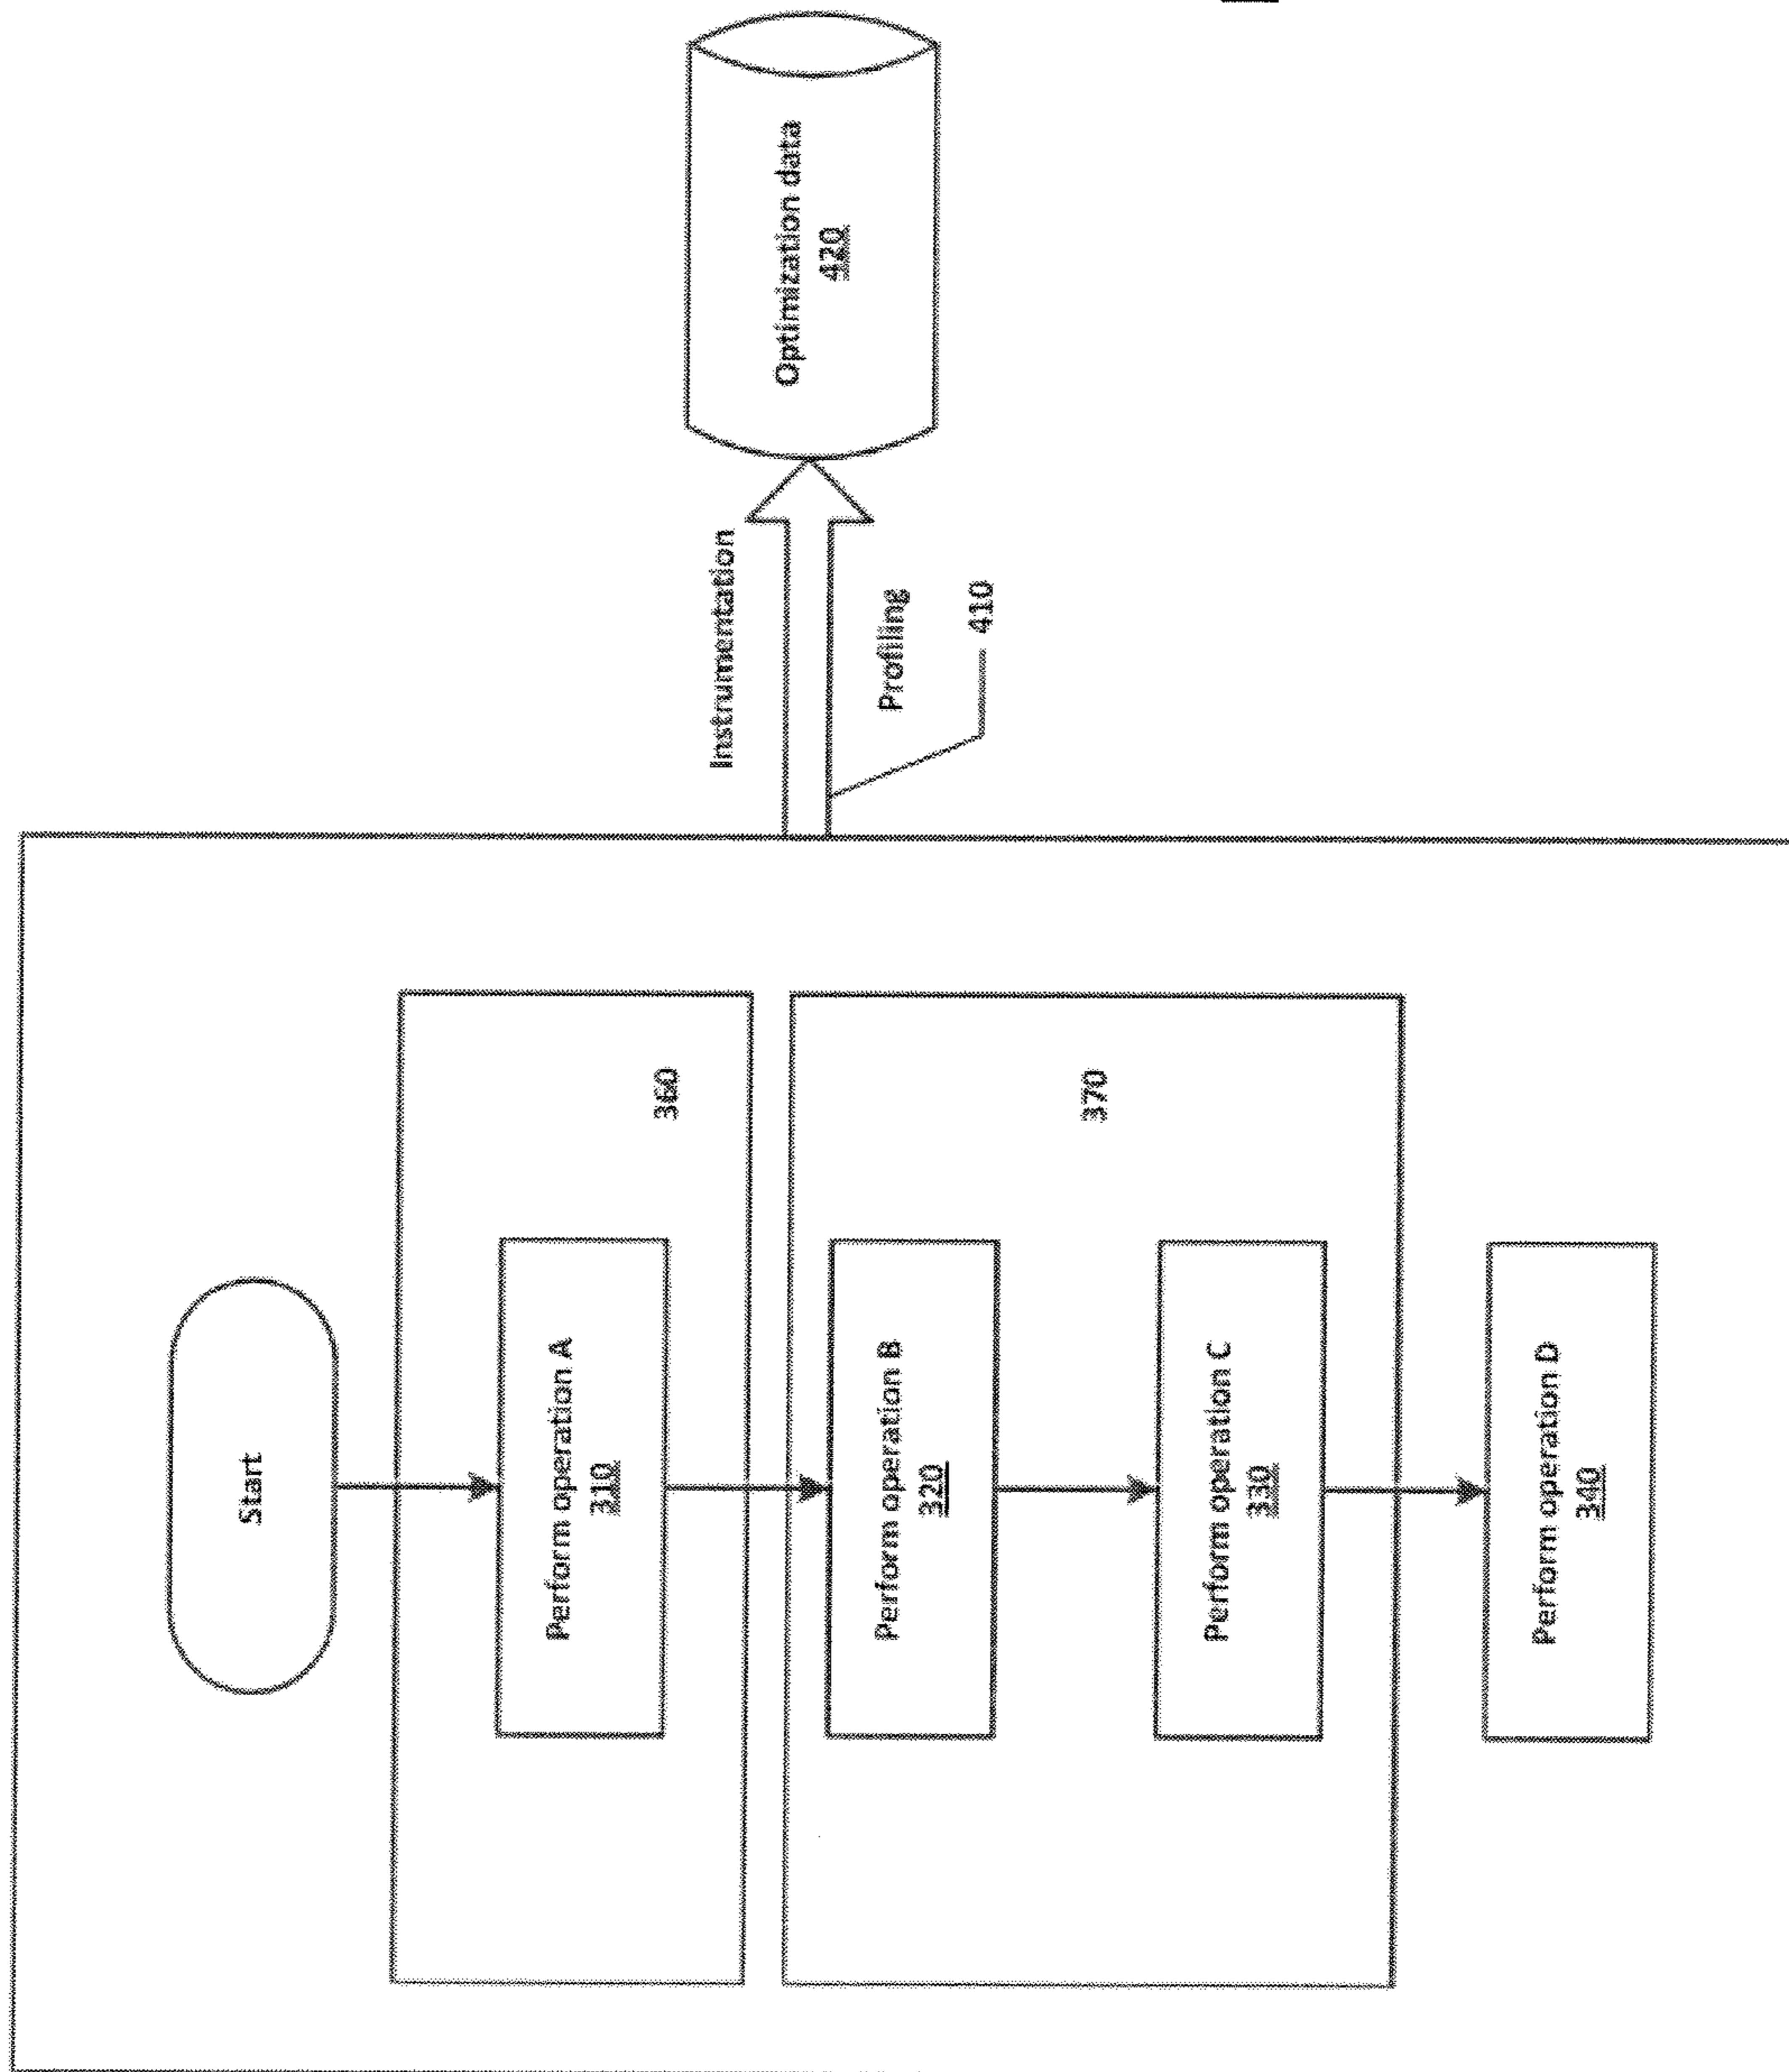 Start
Perform operation A
310
360
Perform operation B
320
370
Perform operation C
330
Perform operation D
340
Instrumentation
Profiling
410
Optimization data
420